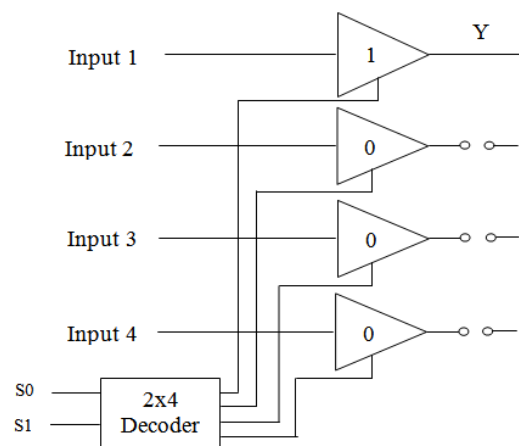 Y
Input 1
1
Input 2
0
Input 3
0
Input 4
0
S0
S1
2x4
Decoder